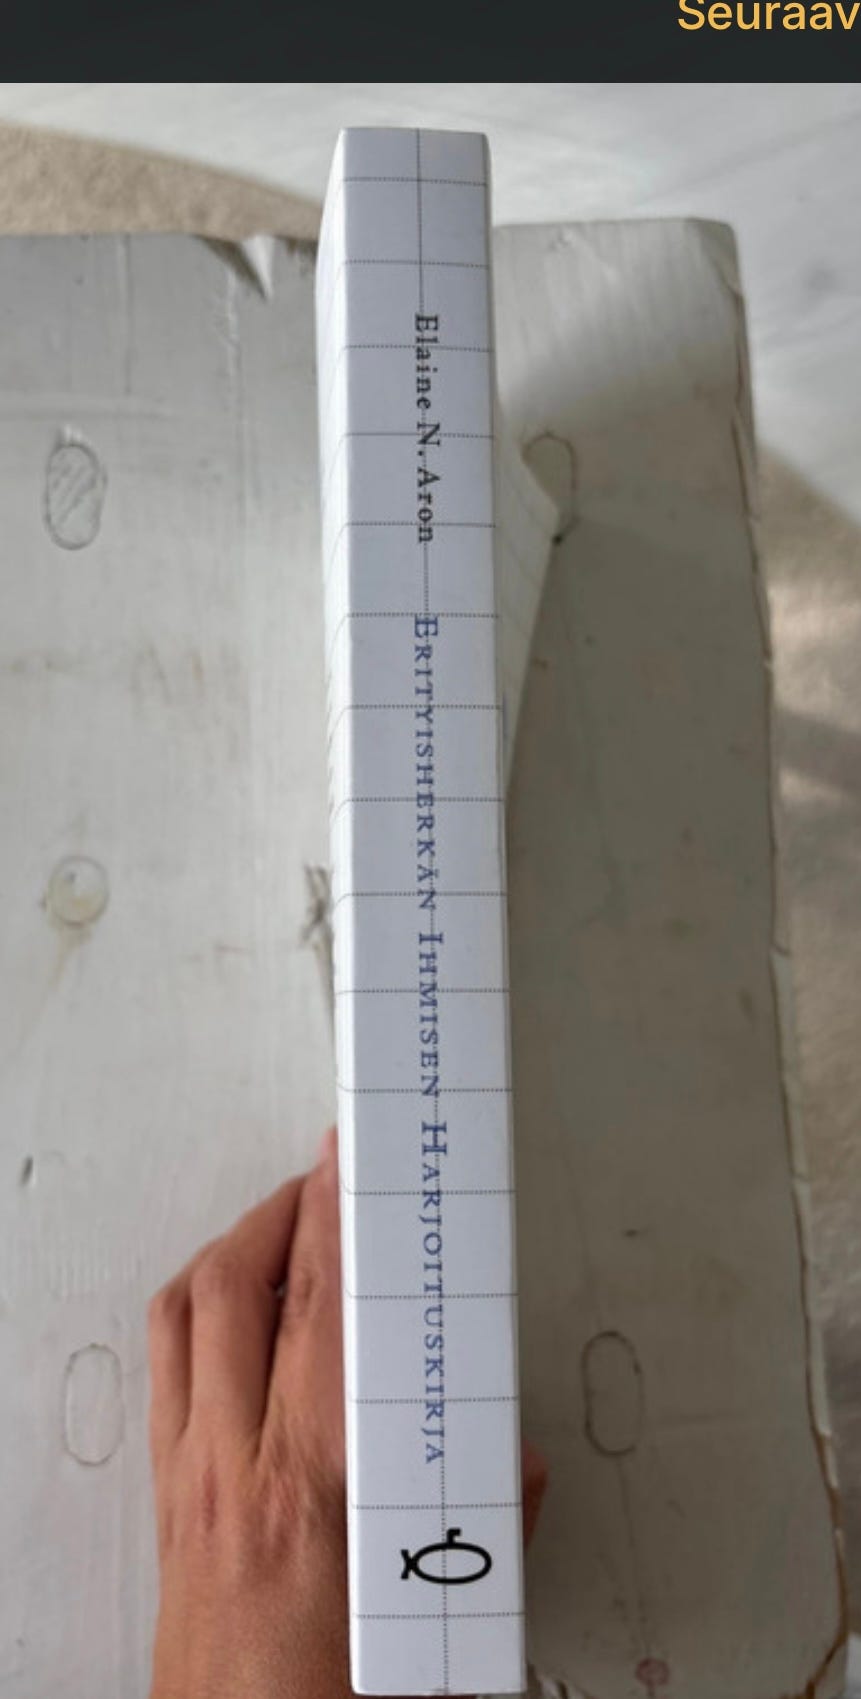 Seuraav
Elaine N. Aron ERITYISHERKÄN IHMISEN HARJOITUSKIRJA